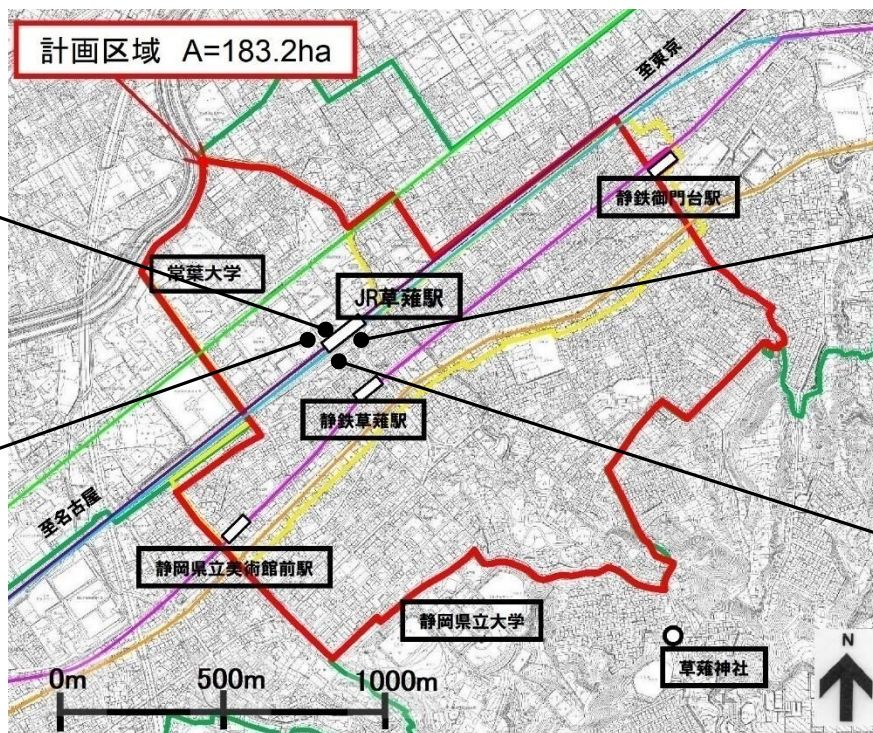 計画区域 A=183.2ha
至東京
静鉄御門台駅
常葉大学
JR草薙駅
静鉄草薙駅
至名古屋
静岡県立美術館前駅
静岡県立大学
草薙神社
N
0m 500m 1000m